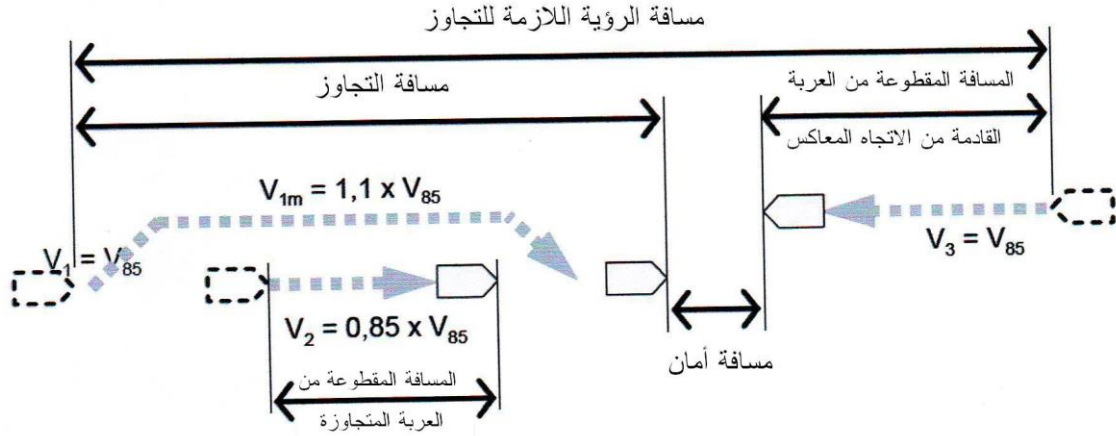 مسافة الرؤية اللازمة للتجاوز
مسافة التجاوز
المسافة المقطوعة من العربة
القادمة من الاتجاه المعاكس
V1m = 1,1 x V85
V1 = V85
V3 = V85
V2 = 0,85 x V85
مسافة أمان
المسافة المقطوعة من
العربة المتجاوزة